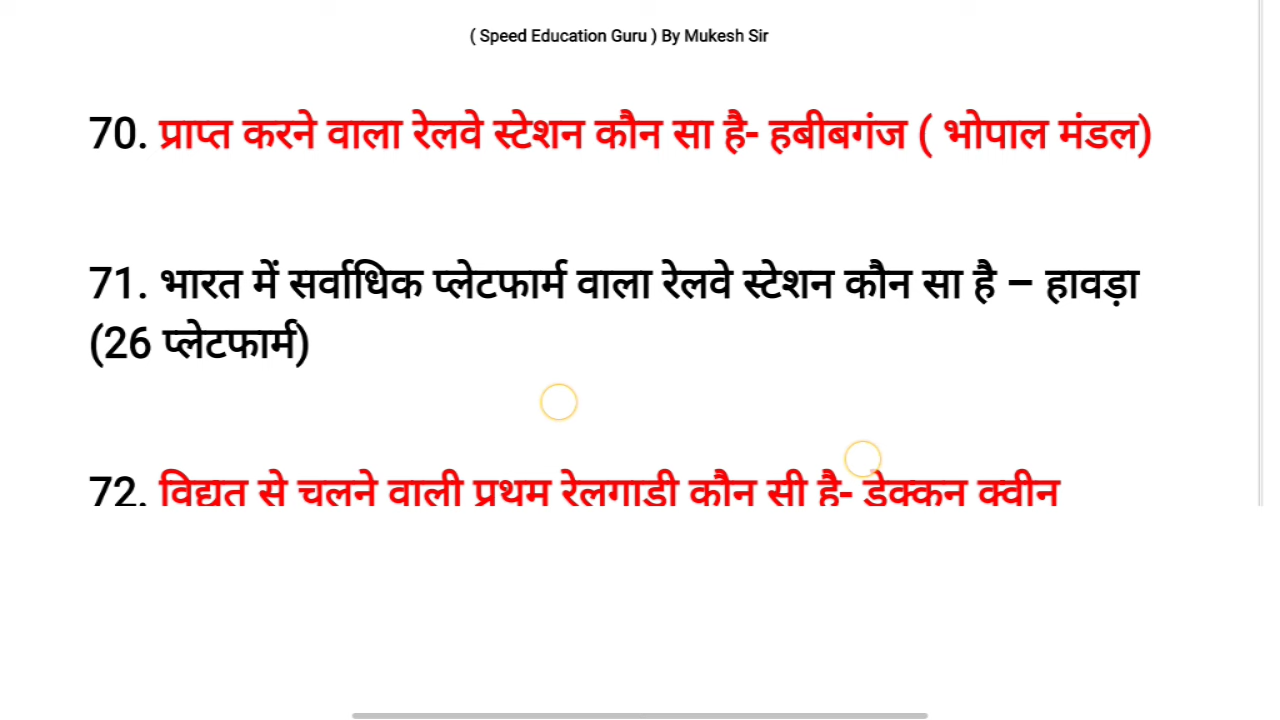 ( Speed Education Guru ) By Mukesh Sir
70. प्राप्त करने वाला रेलवे स्टेशन कौन सा है- हबीबगंज ( भोपाल मंडल)
71. भारत में सर्वाधिक प्लेटफार्म वाला रेलवे स्टेशन कौन सा है – हावड़ा
(26 प्लेटफार्म)
72. विद्युत से चलने वाली प्रथम रेलगाड़ी कौन सी है- डेक्कन क्वीन